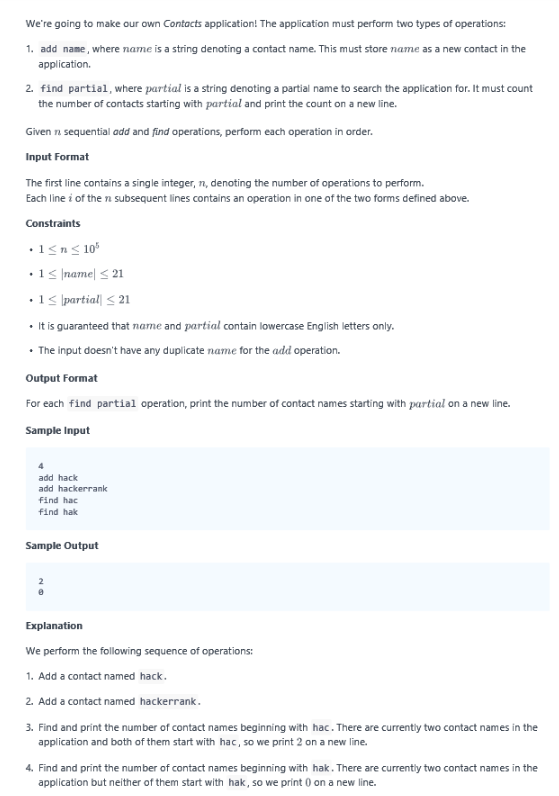 We're going to make our own Contacts application! The application must perform two types of operations:
1. add name, where name is a string denoting a contact name. This must store name as a new contact in the
application.
2. find partial, where partial is a string denoting a partial name to search the application for. It must count
the number of contacts starting with partial and print the count on a new line.
Given n sequential add and find operations, perform each operation in order.
Input Format
The first line contains a single integer, n, denoting the number of operations to perform.
Each line i of the n subsequent lines contains an operation in one of the two forms defined above.
Constraints
• 1 ≤ n ≤ 10⁵
• 1 ≤ |name| ≤ 21
• 1 ≤ |partial| ≤ 21
• It is guaranteed that name and partial contain lowercase English letters only.
• The input doesn't have any duplicate name for the add operation.
Output Format
For each find partial operation, print the number of contact names starting with partial on a new line.
Sample Input
4
add hack
add hackerrank
find hac
find hak
Sample Output
2
0
Explanation
We perform the following sequence of operations:
1. Add a contact named hack.
2. Add a contact named hackerrank.
3. Find and print the number of contact names beginning with hac. There are currently two contact names in the
application and both of them start with hac, so we print 2 on a new line.
4. Find and print the number of contact names beginning with hak. There are currently two contact names in the
application but neither of them start with hak, so we print 0 on a new line.